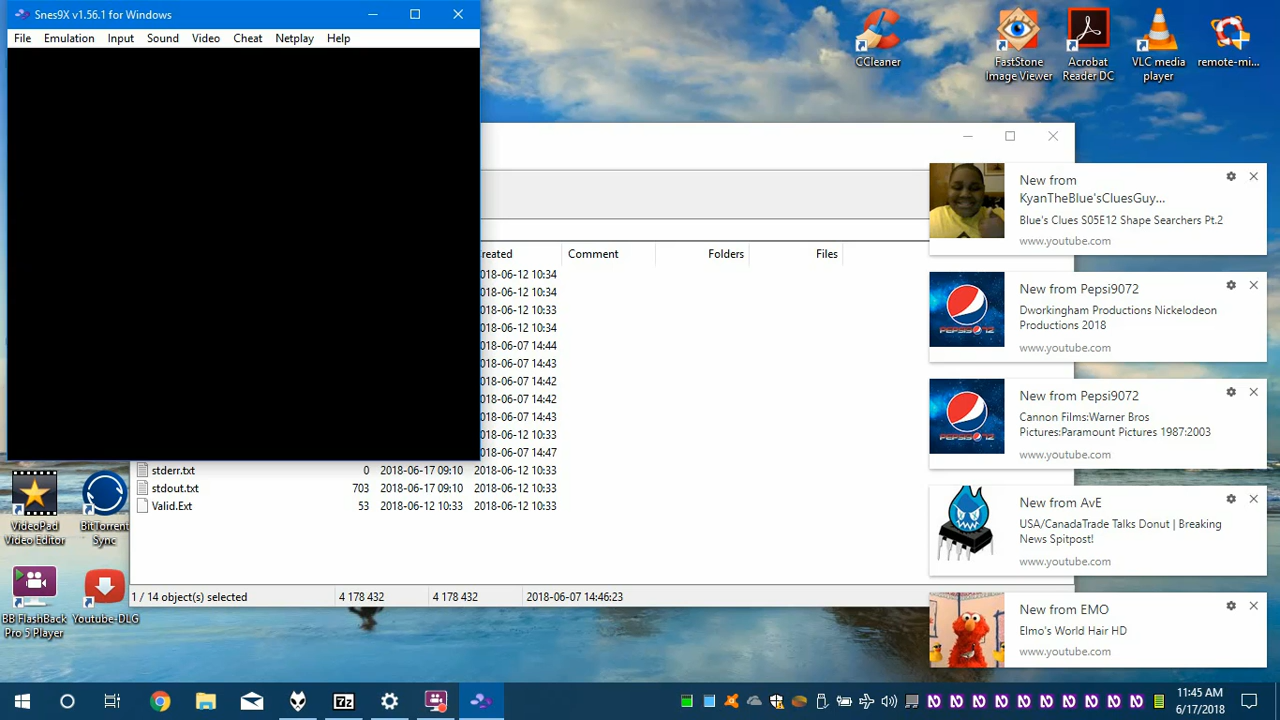 Snes9X v1.56.1 for Windows
File Emulation Input Sound Video Cheat Netplay Help
CCleaner
FastStone
Image Viewer
Acrobat
Reader DC
VLC media
player
remote-mi...
reated Comment Folders Files
2018-06-12 10:34
2018-06-12 10:34
2018-06-12 10:33
2018-06-12 10:34
2018-06-07 14:44
2018-06-07 14:43
2018-06-07 14:42
2018-06-07 14:42
2018-06-07 14:43
2018-06-12 10:33
2018-06-07 14:47
stderr.txt 0 2018-06-17 09:10 2018-06-12 10:33
stdout.txt 703 2018-06-17 09:10 2018-06-12 10:33
Valid.Ext 53 2018-06-12 10:33 2018-06-12 10:33
1 / 14 object(s) selected 4 178 432 4 178 432 2018-06-07 14:46:23
New from
KyanTheBlue'sCluesGuy...
Blue's Clues S05E12 Shape Searchers Pt.2
www.youtube.com
New from Pepsi9072
Dworkingham Productions Nickelodeon
Productions 2018
www.youtube.com
PEPSI9072
New from Pepsi9072
Cannon Films:Warner Bros
Pictures:Paramount Pictures 1987:2003
www.youtube.com
PEPSI9072
New from AvE
USA/CanadaTrade Talks Donut | Breaking
News Spitpost!
www.youtube.com
New from EMO
Elmo's World Hair HD
www.youtube.com
VideoPad
Video Editor
BitTorrent
Sync
BB FlashBack
Pro 5 Player
Youtube-DLG
7z
11:45 AM
6/17/2018